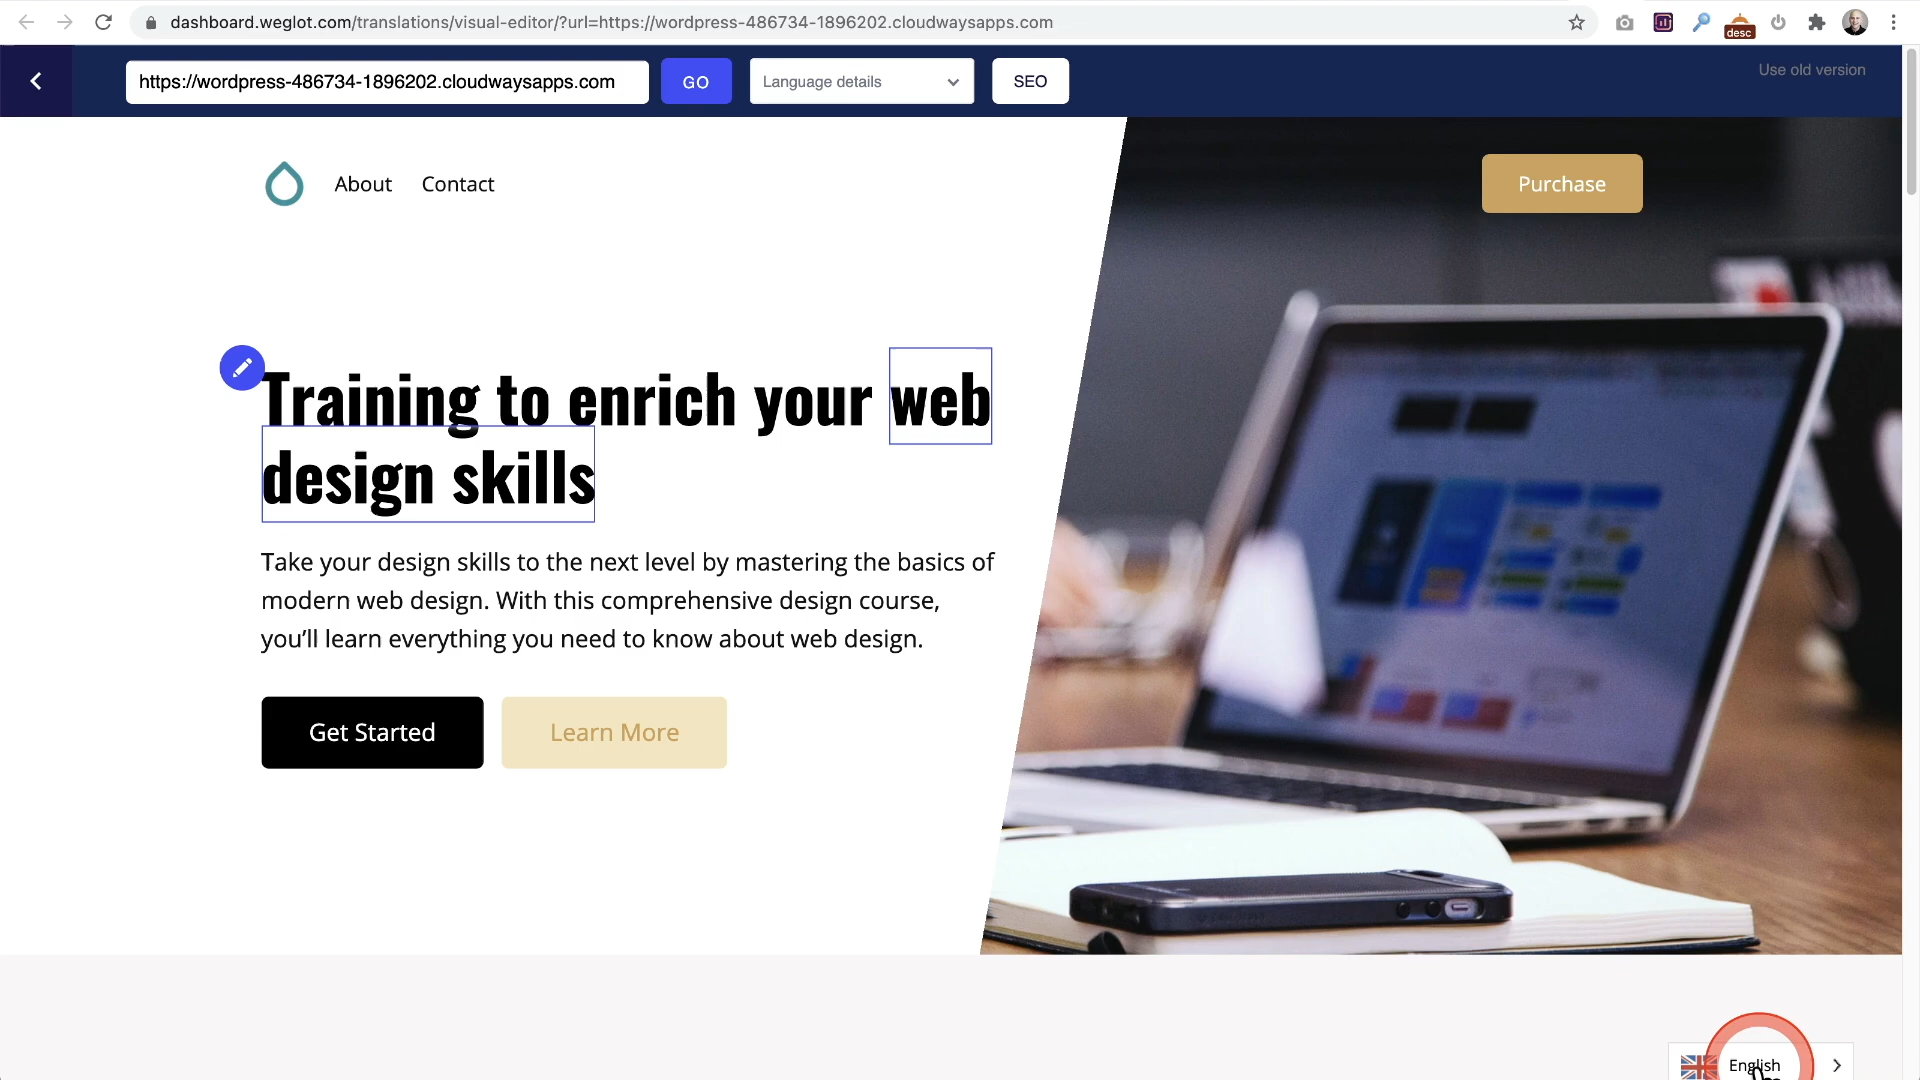 dashboard.weglot.com/translations/visual-editor/?url=https://wordpress-486734-1896202.cloudwaysapps.com
desc
https://wordpress-486734-1896202.cloudwaysapps.com
GO
Language details
SEO
Use old version
About
Contact
Purchase
Training to enrich your web
design skills
Take your design skills to the next level by mastering the basics of
modern web design. With this comprehensive design course,
you’ll learn everything you need to know about web design.
Get Started
Learn More
English